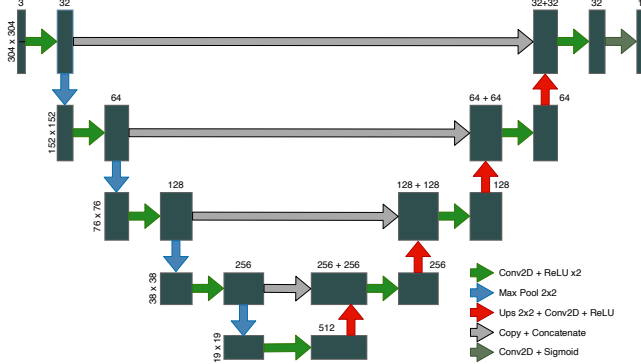 3
32
32+32
32
1
304 x 304
64
64 + 64
64
152 x 152
128
128 + 128
128
76 x 76
256
256 + 256
256
38 x 38
512
19 x 19
Conv2D + ReLU x2
Max Pool 2x2
Ups 2x2 + Conv2D + ReLU
Copy + Concatenate
Conv2D + Sigmoid